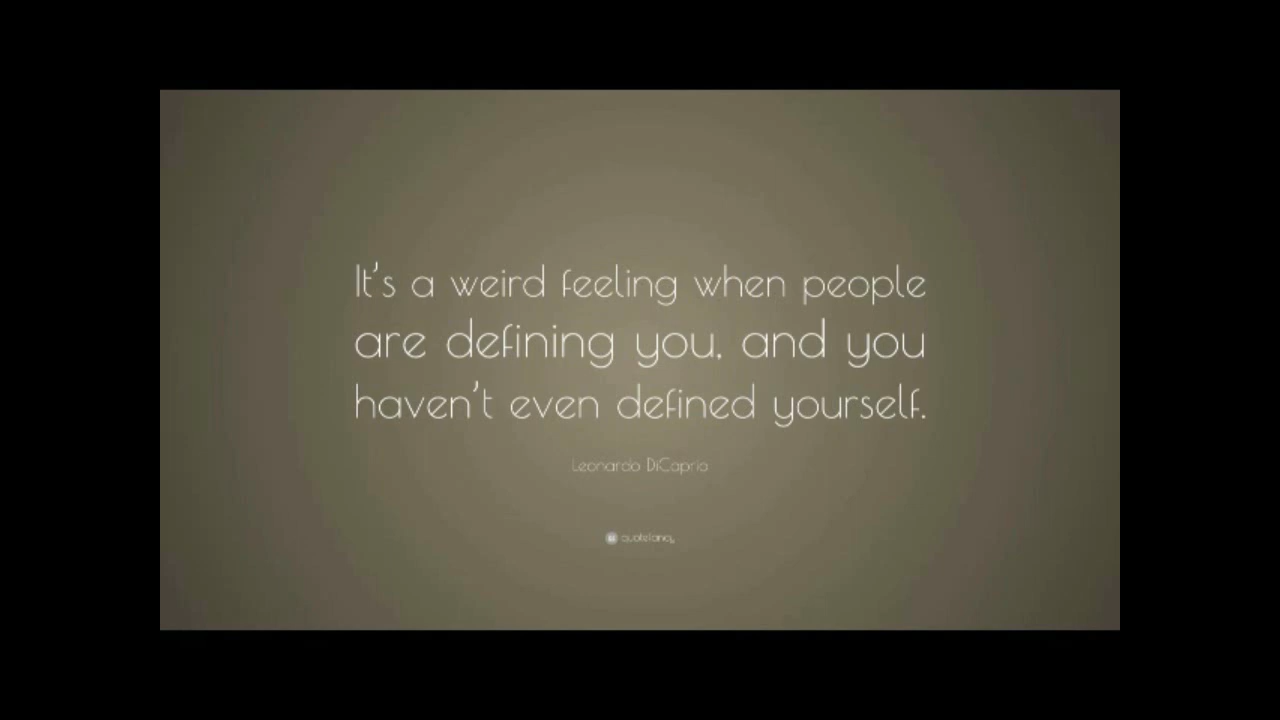 It's a weird feeling when people
are defining you, and you
haven't even defined yourself.
Leonardo DiCaprio
quotefancy